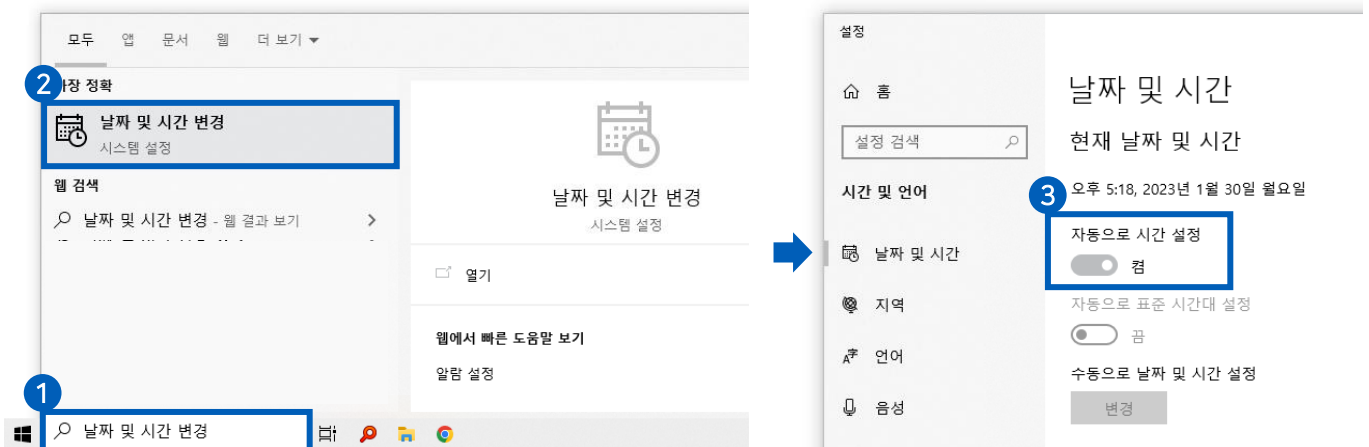 모두 앱 문서 웹 더 보기
2
가장 정확
날짜 및 시간 변경
시스템 설정
웹 검색
날짜 및 시간 변경 - 웹 결과 보기
날짜 및 시간 변경
시스템 설정
열기
웹에서 빠른 도움말 보기
알람 설정
1
날짜 및 시간 변경
설정
홈
설정 검색
시간 및 언어
날짜 및 시간
지역
언어
음성
날짜 및 시간
현재 날짜 및 시간
3
오후 5:18, 2023년 1월 30일 월요일
자동으로 시간 설정
켬
자동으로 표준 시간대 설정
끔
수동으로 날짜 및 시간 설정
변경